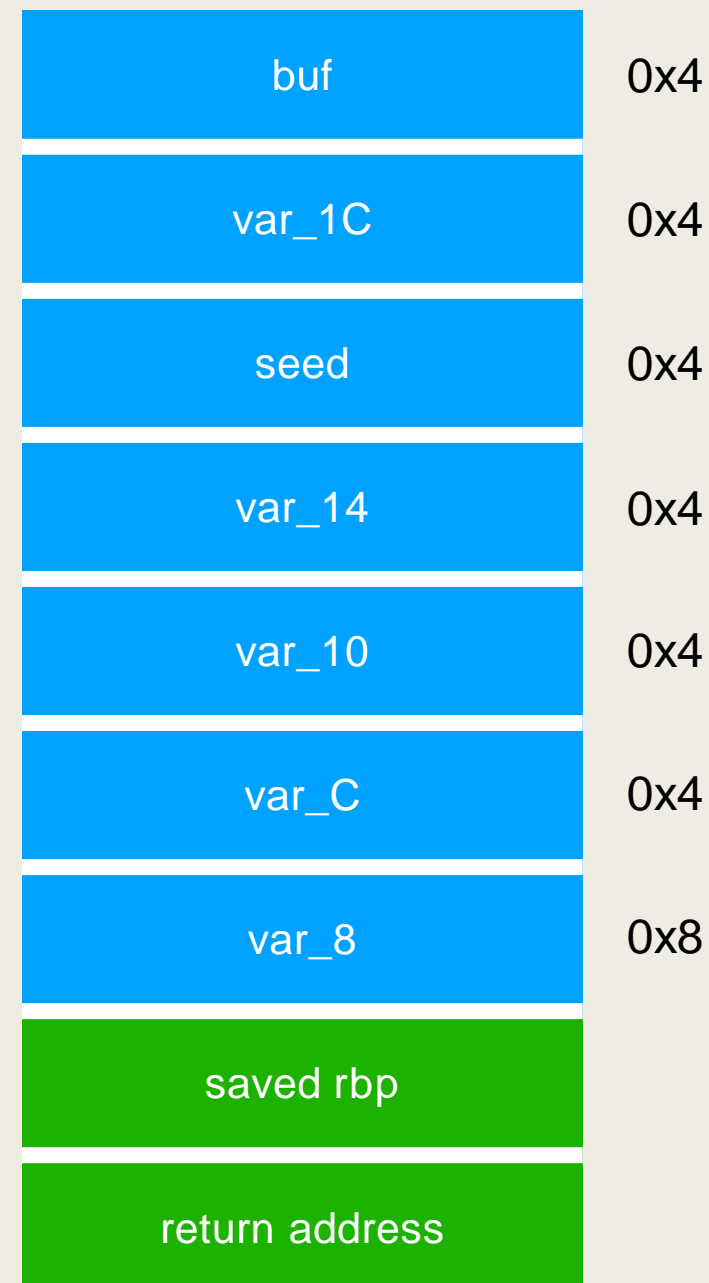 buf 0x4
var_1C 0x4
seed 0x4
var_14 0x4
var_10 0x4
var_C 0x4
var_8 0x8
saved rbp
return address